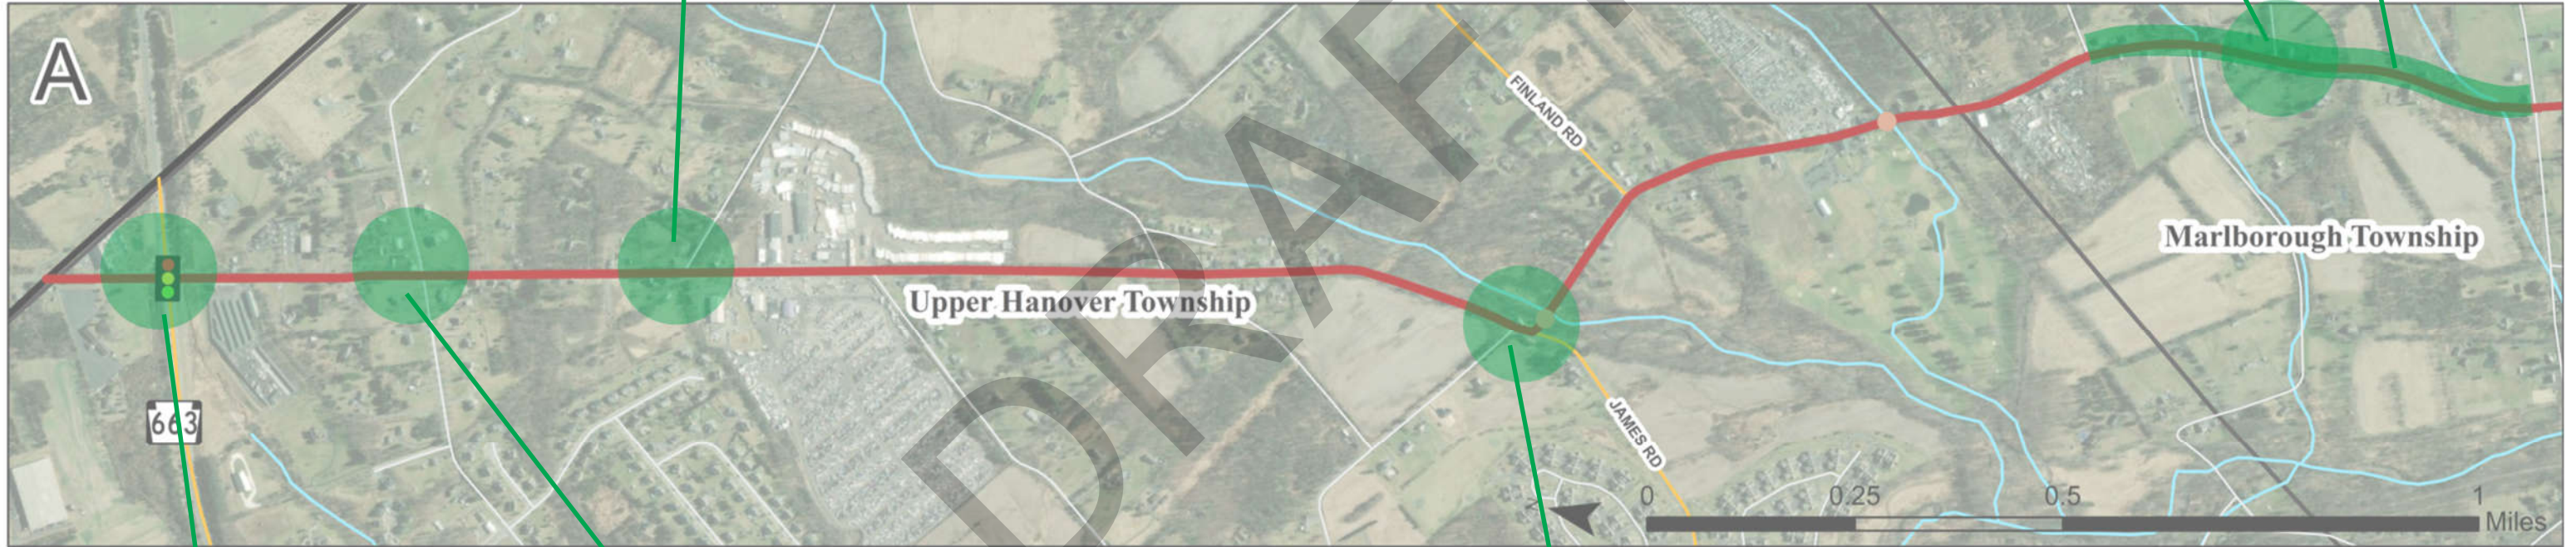 A
FINLAND RD
Marlborough Township
Upper Hanover Township
663
JAMES RD
DRAFT
N
0 0.25 0.5 1
Miles